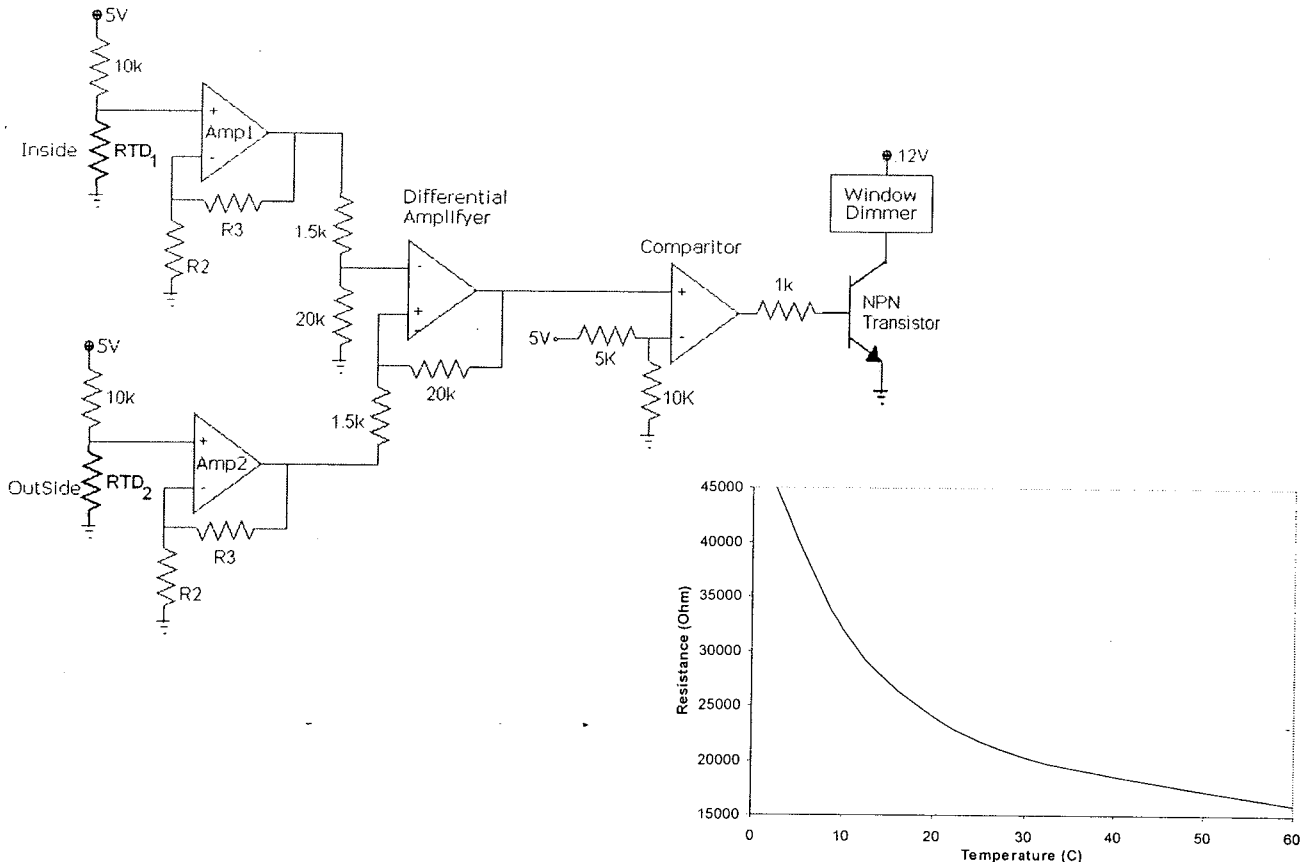 5V
10k
Inside
RTD1
+
Amp1
-
R3
R2
1.5k
20k
Differential
Amplifyer
-
+
-
20k
1.5k
5V
10k
OutSide
RTD2
+
Amp2
-
R3
R2
Comparitor
+
-
5V
5K
10K
1k
.12V
Window
Dimmer
NPN
Transistor
Resistance (Ohm)
45000
40000
35000
30000
25000
20000
15000
0 10 20 30 40 50 60
Temperature (C)